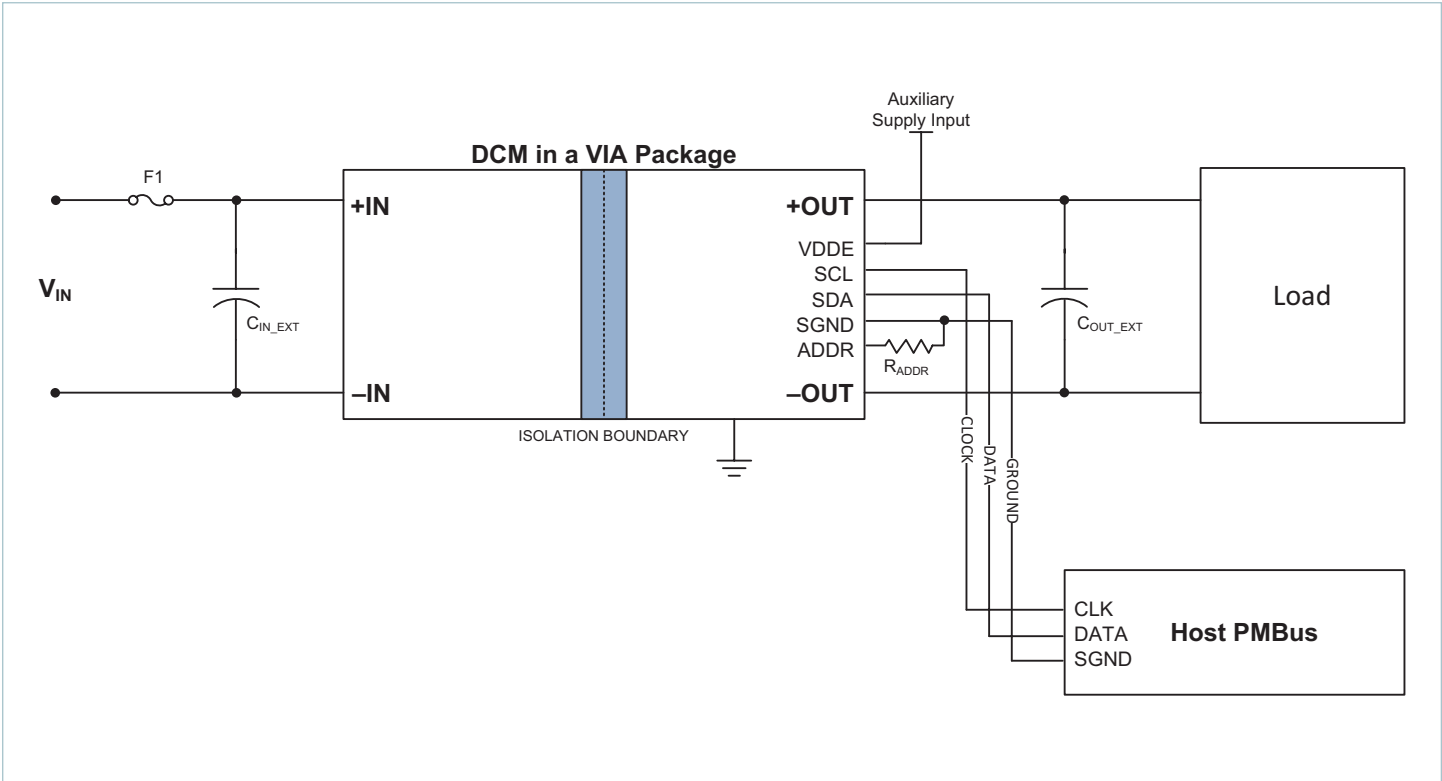 Auxiliary
Supply Input
DCM in a VIA Package
F1
+IN
+OUT
VDDE
SCL
SDA
SGND
ADDR
R_ADDR
–IN
–OUT
V_IN
C_IN_EXT
C_OUT_EXT
Load
ISOLATION BOUNDARY
CLOCK
DATA
GROUND
CLK
DATA
SGND
Host PMBus